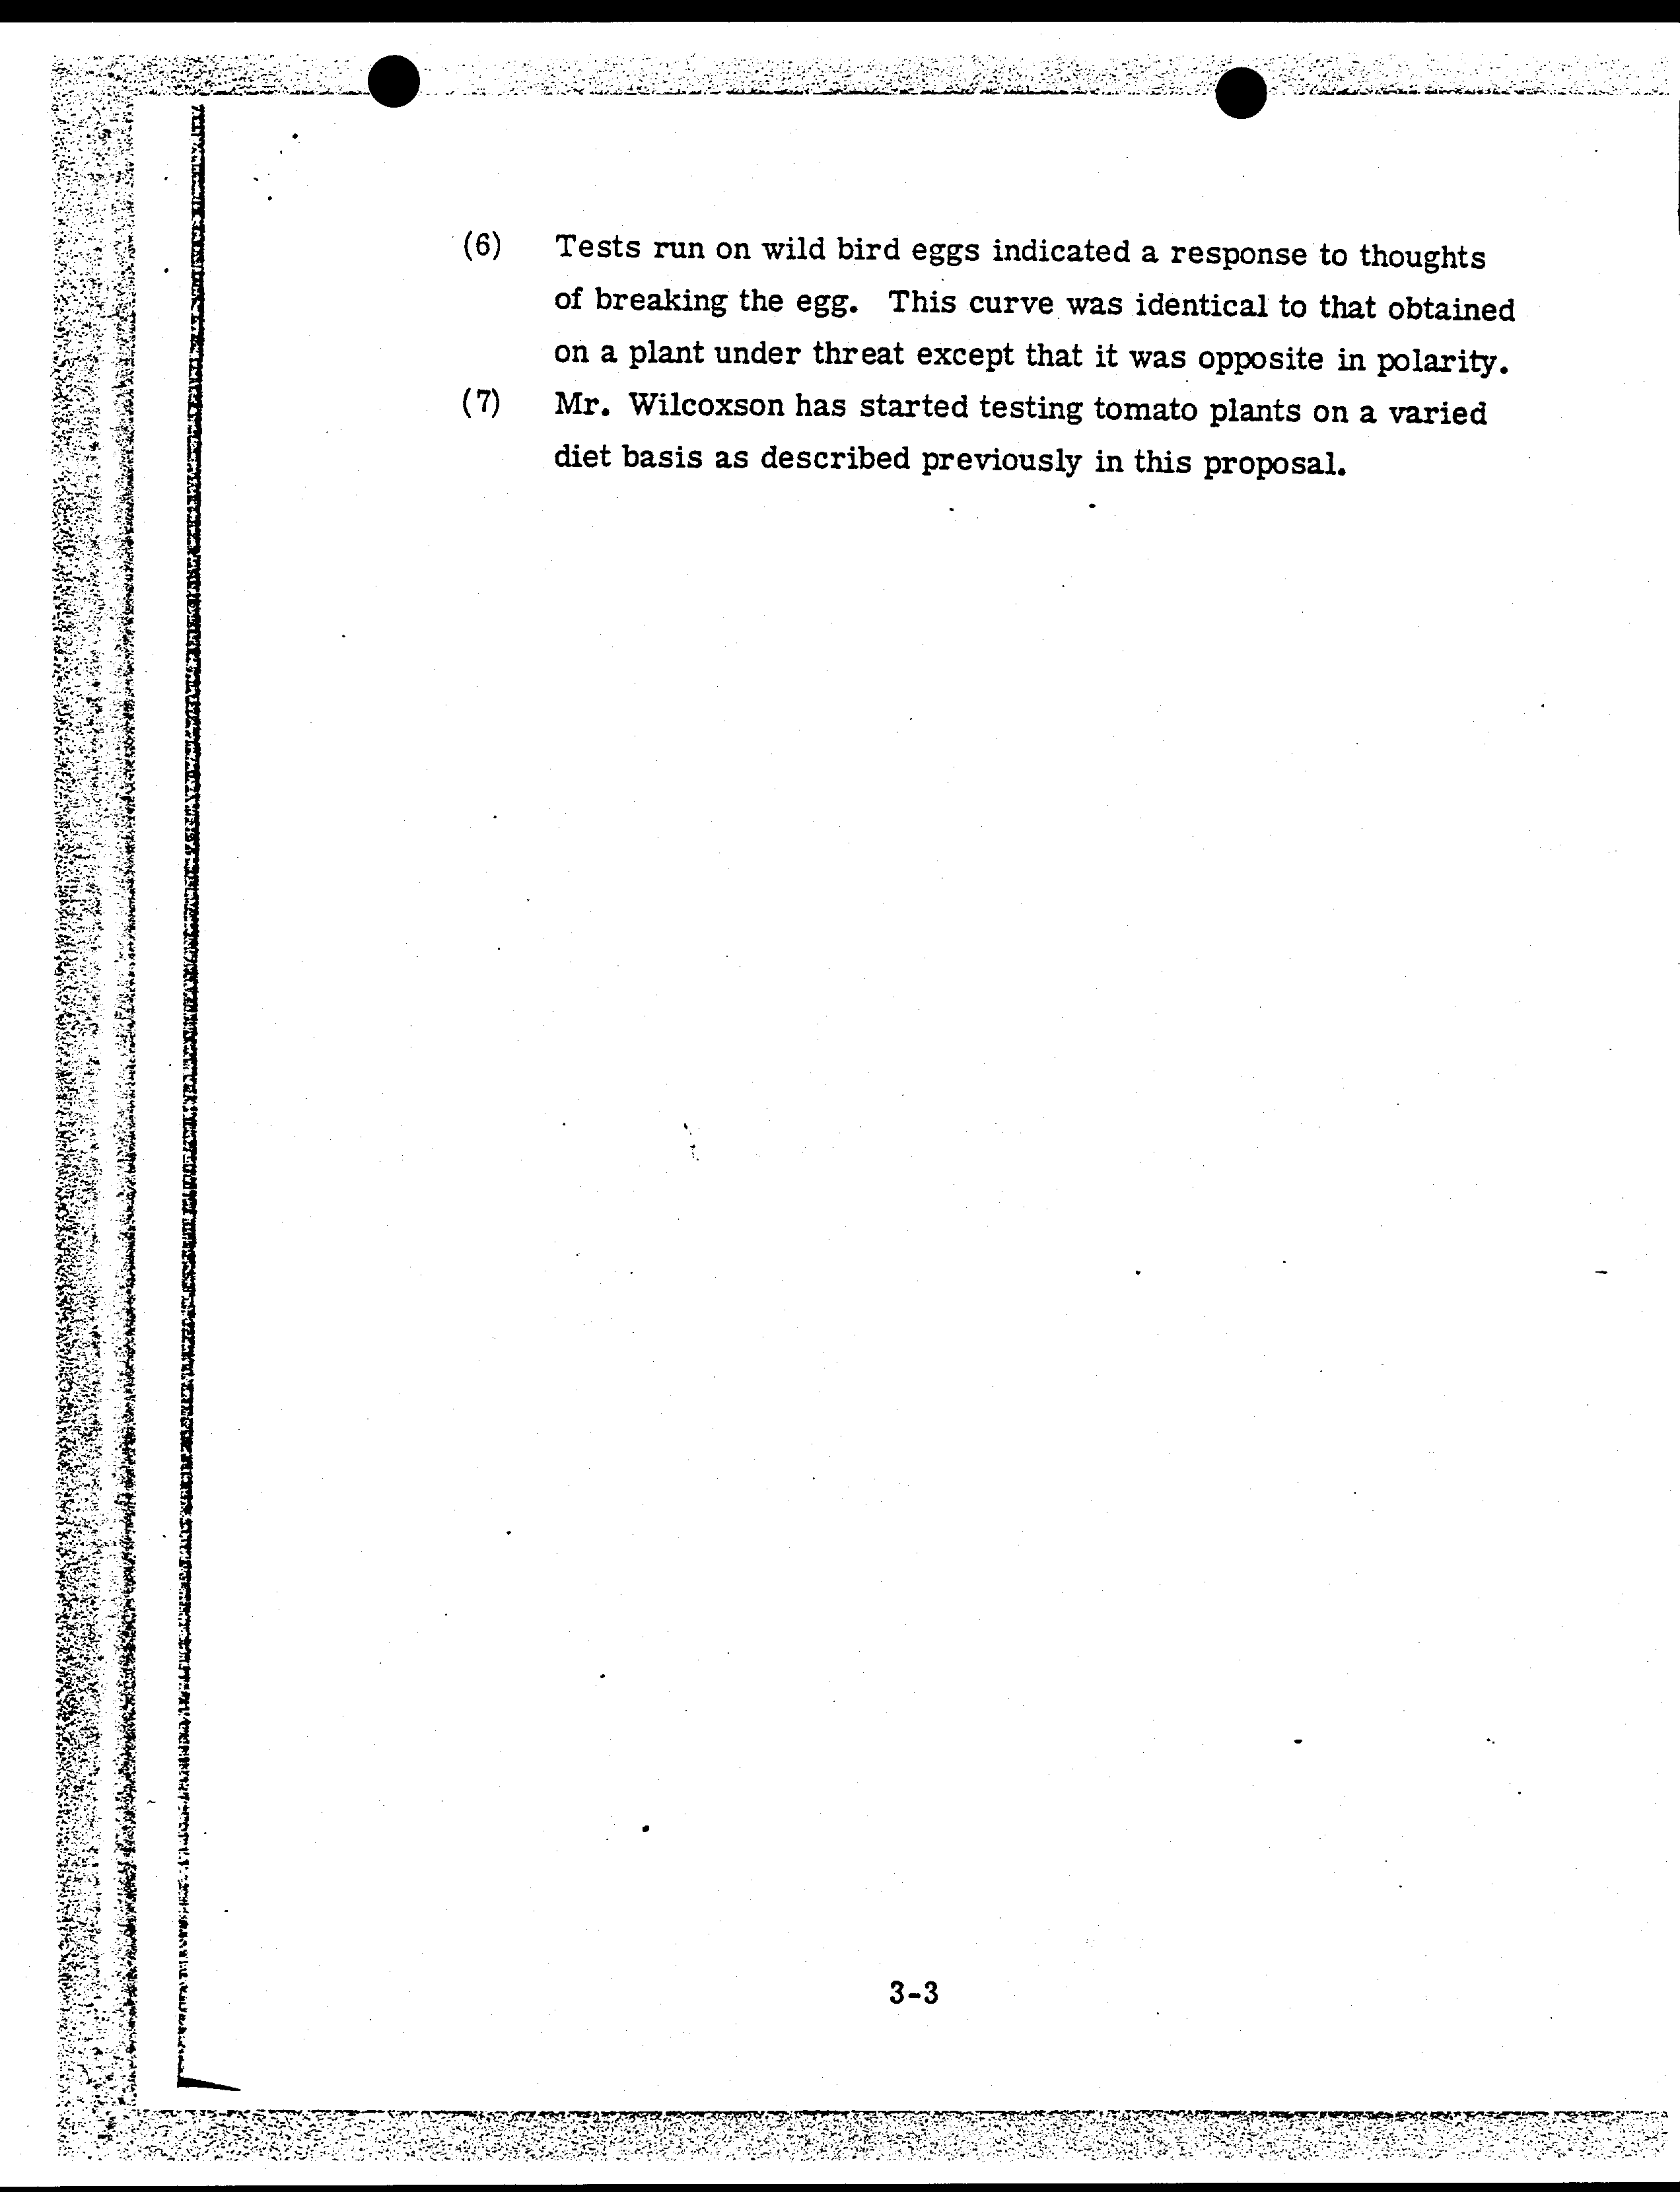 (6) Tests run on wild bird eggs indicated a response to thoughts
of breaking the egg. This curve was identical to that obtained
on a plant under threat except that it was opposite in polarity.
(7) Mr. Wilcoxson has started testing tomato plants on a varied
diet basis as described previously in this proposal.
3-3